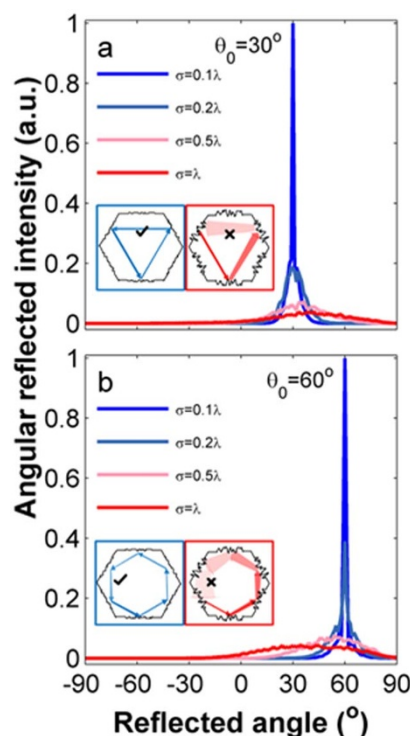 a
θ0=30°
σ=0.1λ
σ=0.2λ
σ=0.5λ
σ=λ
1
0.8
0.6
0.4
0.2
0
b
θ0=60°
σ=0.1λ
σ=0.2λ
σ=0.5λ
σ=λ
1
0.8
0.6
0.4
0.2
0
-90
-60
-30
0
30
60
90
Angular reflected intensity (a.u.)
Reflected angle (°)